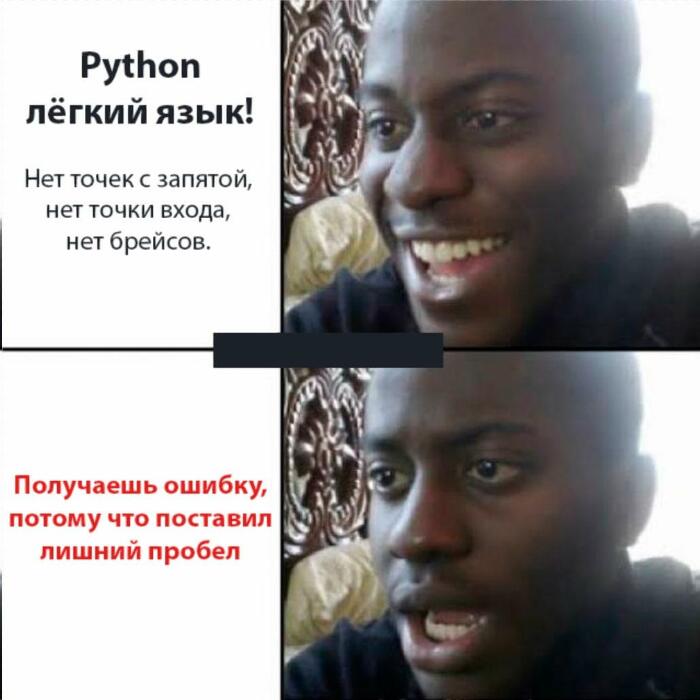 Python
лёгкий язык!
Нет точек с запятой,
нет точки входа,
нет брейсов.
Получаешь ошибку,
потому что поставил
лишний пробел